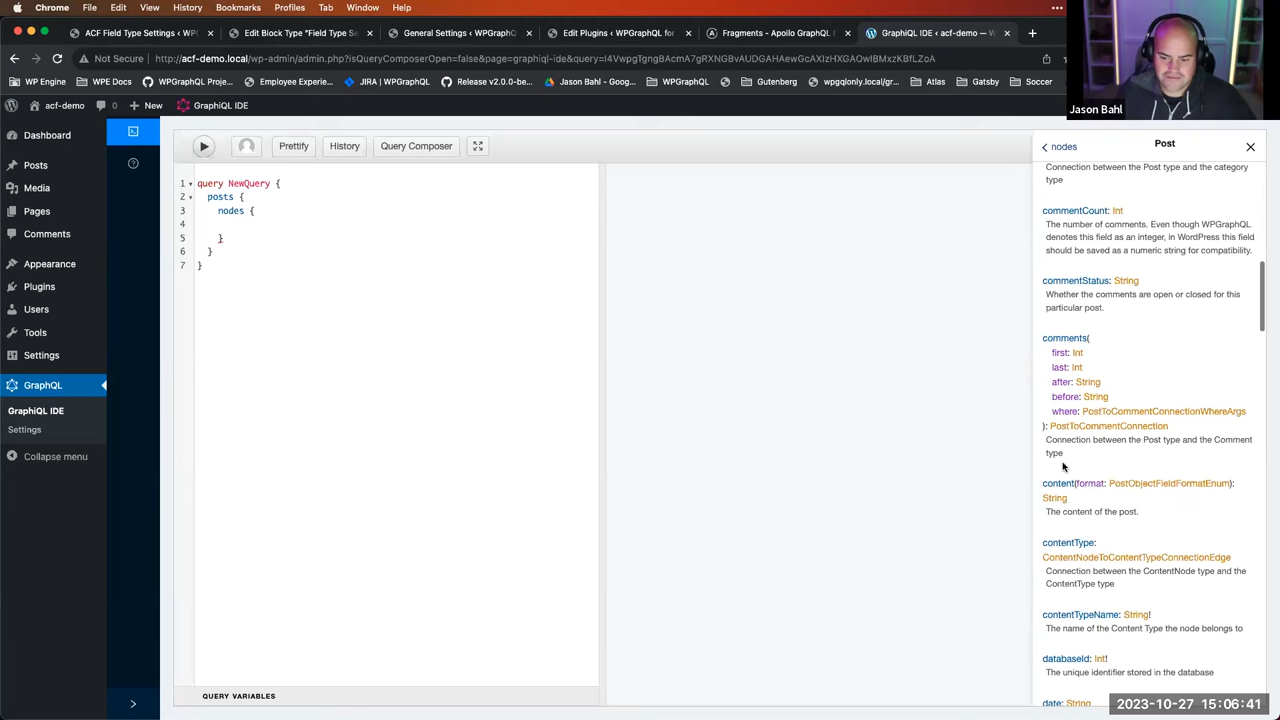 Chrome File Edit View History Bookmarks Profiles Tab Window Help
ACF Field Type Settings ‹ WP
Edit Block Type "Field Type Se
General Settings ‹ WPGraphQ
Edit Plugins ‹ WPGraphQL for
Fragments - Apollo GraphQL
GraphiQL IDE ‹ acf-demo — W
Not Secure http://acf-demo.local/wp-admin/admin.php?
WP Engine
WPE Docs
WPGraphQL Proje...
Employee Experie...
JIRA | WPGraphQL
Release v2.0.0-be...
Jason Bahl - Goog...
Gutenberg
wpgqlonly|local/gr...
Atlas
Gatsby
Soccer
Jason Bahl
acf-demo
0
+ New
GraphiQL IDE
Dashboard
Posts
Media
Pages
Comments
Appearance
Plugins
Users
Tools
Settings
GraphQL
GraphiQL IDE
Settings
Collapse menu
Prettify
History
Query Composer
1 query NewQuery {
2 posts {
3 nodes {
4
5 }
6 }
7 }
QUERY VARIABLES
nodes
Post
Connection between the Post type and the category
type
commentCount: Int
The number of comments. Even though WPGraphQL
denotes this field as an integer, in WordPress this field
should be saved as a numeric string for compatibility.
commentStatus: String
Whether the comments are open or closed for this
particular post.
comments(
first: Int
last: Int
after: String
before: String
where: PostToCommentConnectionWhereArgs
): PostToCommentConnection
Connection between the Post type and the Comment
type
content(format: PostObjectFieldFormatEnum):
String
The content of the post.
contentType:
ContentNodeToContentTypeConnectionEdge
Connection between the ContentNode type and the
ContentType type
contentTypeName: String!
The name of the Content Type the node belongs to
databaseId: Int!
The unique identifier stored in the database
date: String
2023-10-27 15:06:41